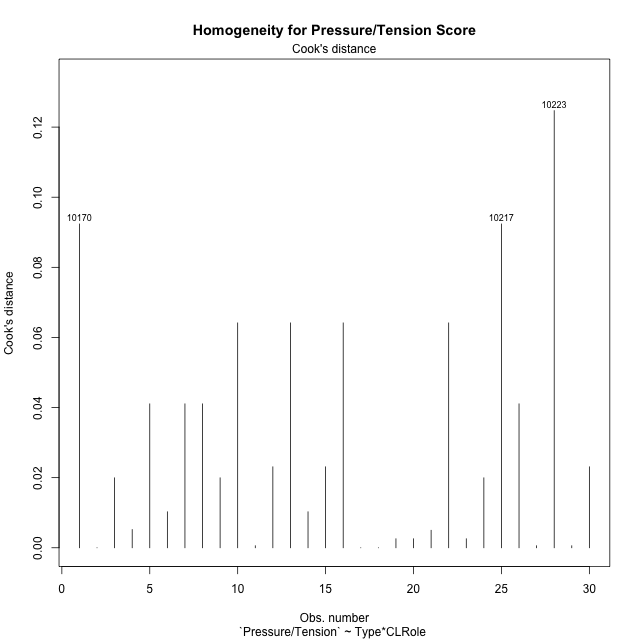 Homogeneity for Pressure/Tension Score
Cook's distance
Cook's distance
0.12
0.10
0.08
0.06
0.04
0.02
0.00
10170
10217
10223
0 5 10 15 20 25 30
Obs. number
`Pressure/Tension` ~ Type*CLRole